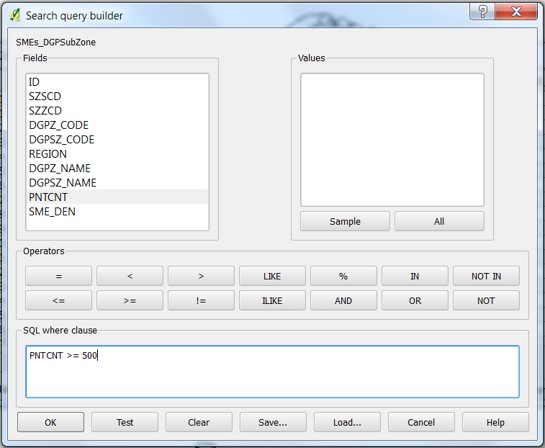 Search query builder
SMEs_DGPSubZone
Fields
ID
SZSCD
SZZCD
DGPZ_CODE
DGPSZ_CODE
REGION
DGPZ_NAME
DGPSZ_NAME
PNTCNT
SME_DEN
Values
Sample All
Operators
= < > LIKE % IN NOT IN
<= >= != ILIKE AND OR NOT
SQL where clause
PNTCNT >= 500
OK Test Clear Save... Load... Cancel Help